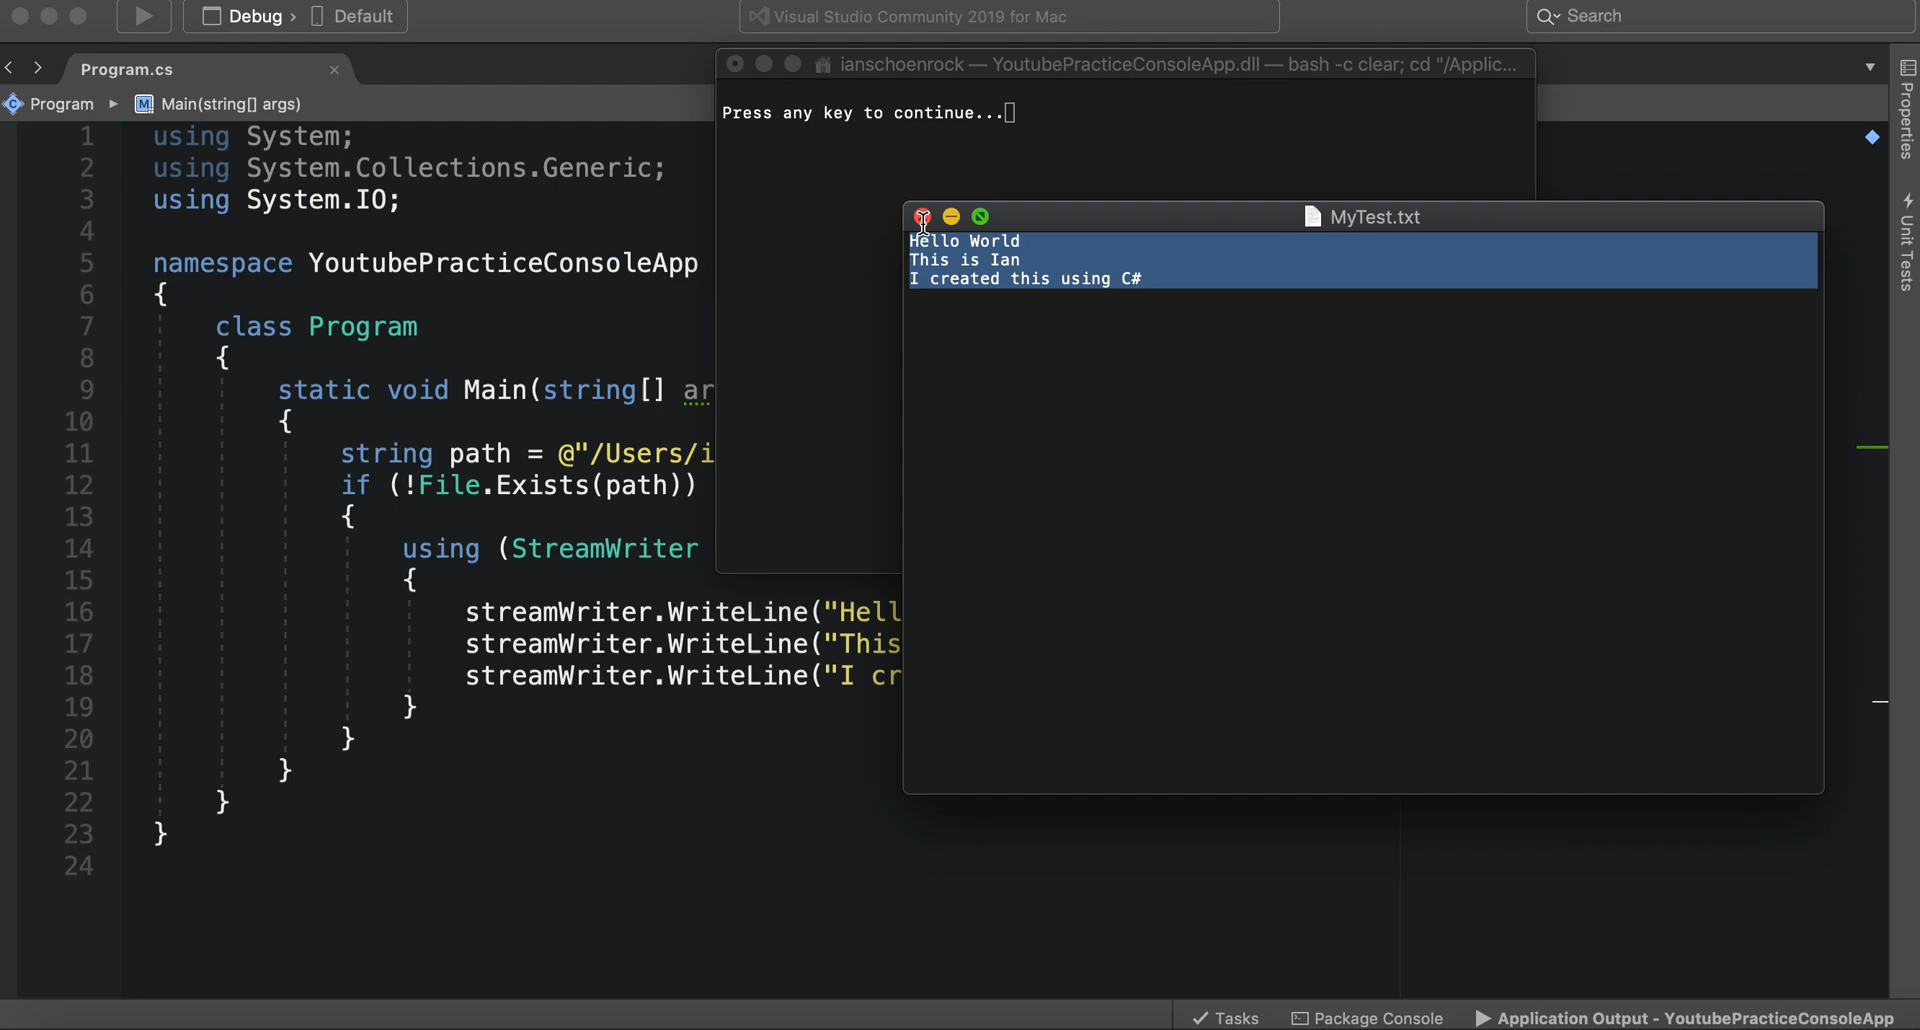 Debug › Default
Visual Studio Community 2019 for Mac
Search
Program.cs
Program
M Main(string[] args)
ianschoenrock — YoutubePracticeConsoleApp.dll — bash -c clear; cd "/Applic...
Press any key to continue...
MyTest.txt
Hello World
This is Ian
I created this using C#
1 using System;
2 using System.Collections.Generic;
3 using System.IO;
4
5 namespace YoutubePracticeConsoleApp
6 {
7 class Program
8 {
9 static void Main(string[] ar
10 {
11 string path = @"/Users/i
12 if (!File.Exists(path))
13 {
14 using (StreamWriter
15 {
16 streamWriter.WriteLine("Hell
17 streamWriter.WriteLine("This
18 streamWriter.WriteLine("I cr
19 }
20 }
21 }
22 }
23 }
24
Properties
Unit Tests
Tasks
Package Console
Application Output - YoutubePracticeConsoleApp